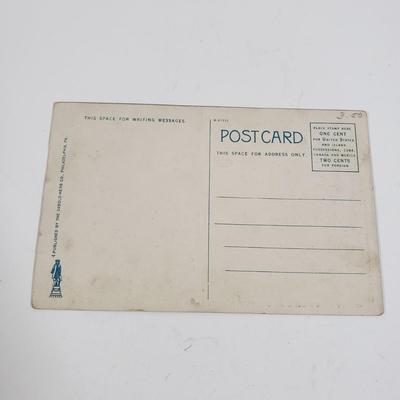 3.50
THIS SPACE FOR WRITING MESSAGES
POST CARD
THIS SPACE FOR ADDRESS ONLY.
PLACE STAMP HERE
ONE CENT
FOR UNITED STATES
AND ISLAND
POSSESSIONS, CUBA,
CANADA AND MEXICO
TWO CENTS
FOR FOREIGN
PUBLISHED BY THE CO., PHILADELPHIA, PA.